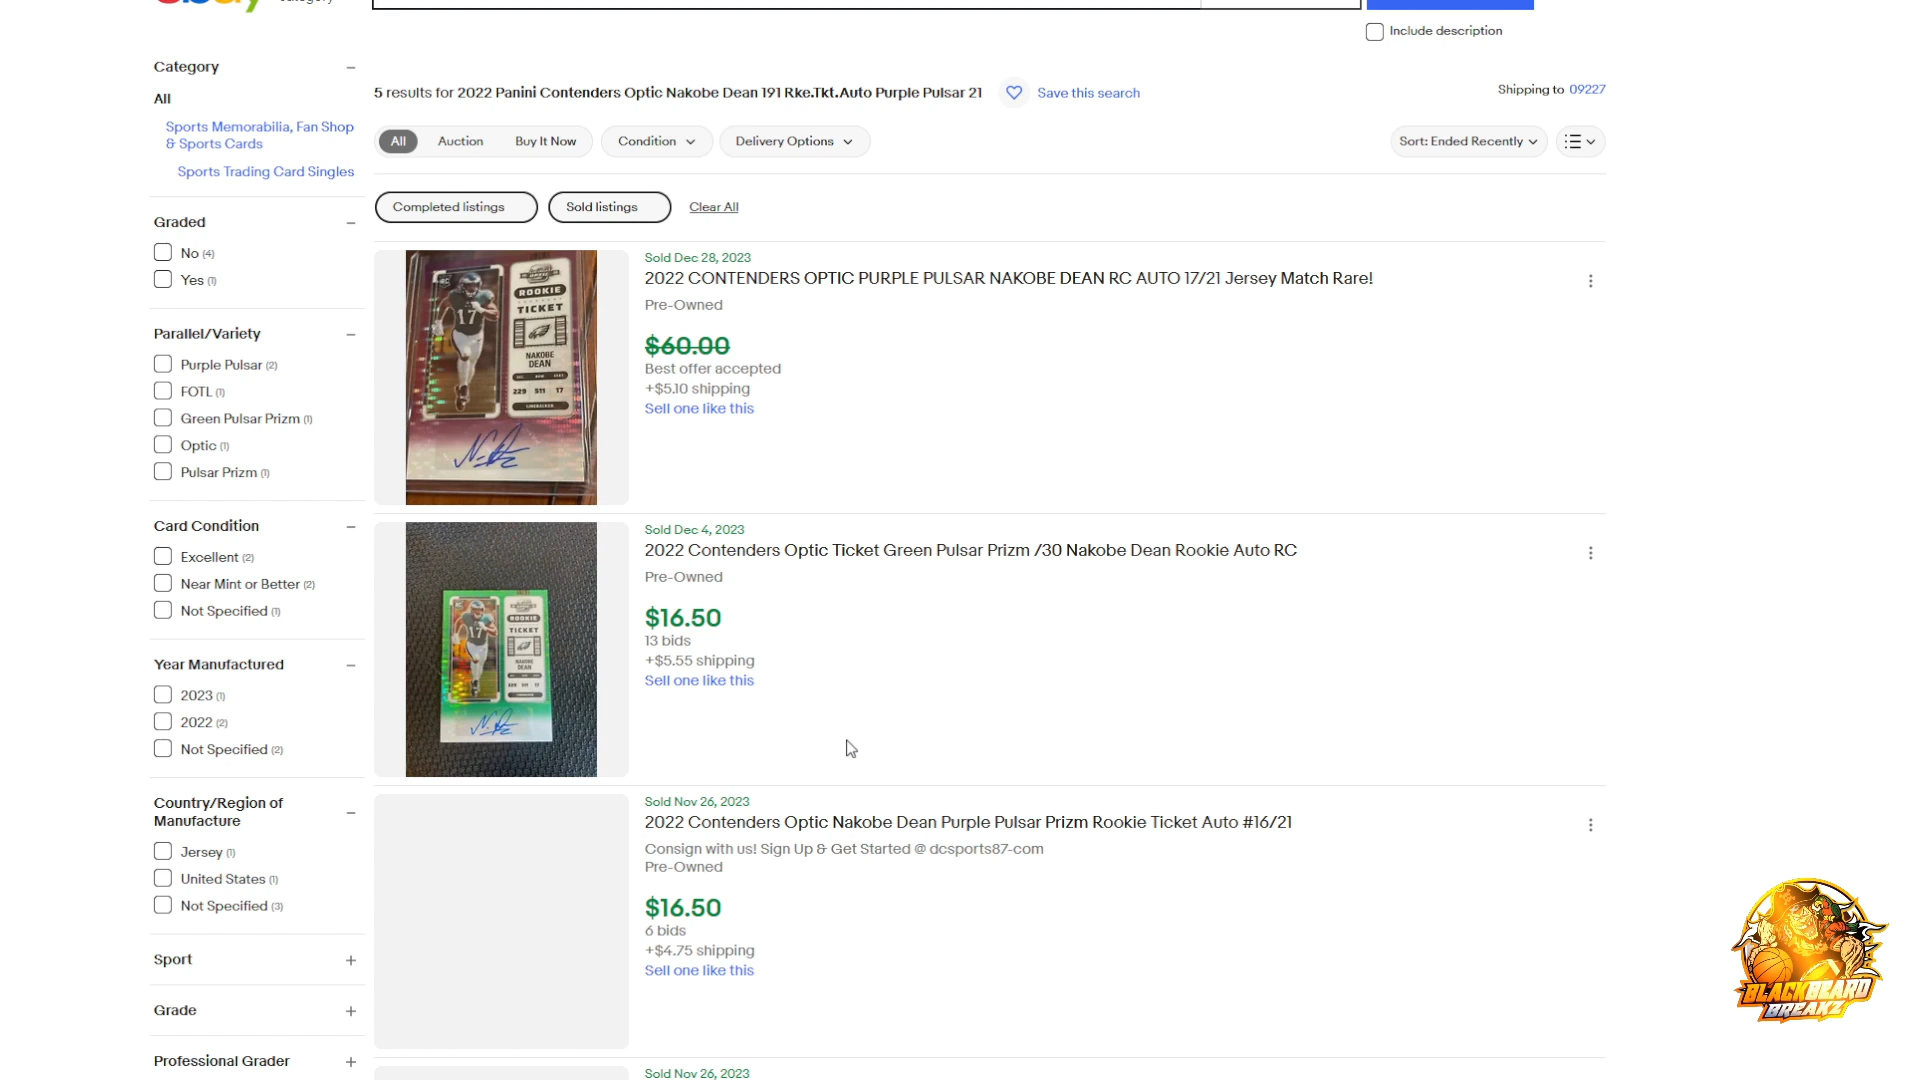 Include description
Category
All
Sports Memorabilia, Fan Shop
& Sports Cards
Sports Trading Card Singles
Graded
No (4)
Yes (1)
Parallel/Variety
Purple Pulsar (2)
FOTL (1)
Green Pulsar Prizm (1)
Optic (1)
Pulsar Prizm (1)
Card Condition
Excellent (2)
Near Mint or Better (2)
Not Specified (1)
Year Manufactured
2023 (1)
2022 (2)
Not Specified (2)
Country/Region of
Manufacture
Jersey (1)
United States (1)
Not Specified (3)
Sport
Grade
Professional Grader
5 results for 2022 Panini Contenders Optic Nakobe Dean 191 Rke.Tkt.Auto Purple Pulsar 21
Save this search
Shipping to 09227
All
Auction
Buy It Now
Condition
Delivery Options
Sort: Ended Recently
Completed listings
Sold listings
Clear All
ROOKIE
TICKET
17
NAKOBE
DEAN
229 511 17
Sold Dec 28, 2023
2022 CONTENDERS OPTIC PURPLE PULSAR NAKOBE DEAN RC AUTO 17/21 Jersey Match Rare!
Pre-Owned
$60.00
Best offer accepted
+$5.10 shipping
Sell one like this
ROOKIE
TICKET
17
NAKOBE
DEAN
Sold Dec 4, 2023
2022 Contenders Optic Ticket Green Pulsar Prizm /30 Nakobe Dean Rookie Auto RC
Pre-Owned
$16.50
13 bids
+$5.55 shipping
Sell one like this
Sold Nov 26, 2023
2022 Contenders Optic Nakobe Dean Purple Pulsar Prizm Rookie Ticket Auto #16/21
Consign with us! Sign Up & Get Started @ dcsports87-com
Pre-Owned
$16.50
6 bids
+$4.75 shipping
Sell one like this
Sold Nov 26, 2023
BLACKBEARD
BREAKZ